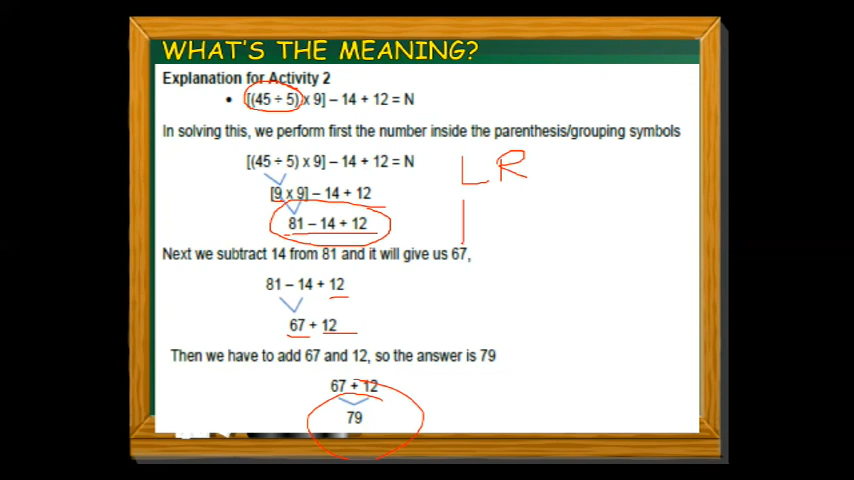 WHAT'S THE MEANING?
Explanation for Activity 2
• [(45 ÷ 5) x 9] – 14 + 12 = N
In solving this, we perform first the number inside the parenthesis/grouping symbols
[(45 ÷ 5) x 9] – 14 + 12 = N
L R
[9 x 9] – 14 + 12
81 – 14 + 12
Next we subtract 14 from 81 and it will give us 67,
81 – 14 + 12
67 + 12
Then we have to add 67 and 12, so the answer is 79
67 + 12
79